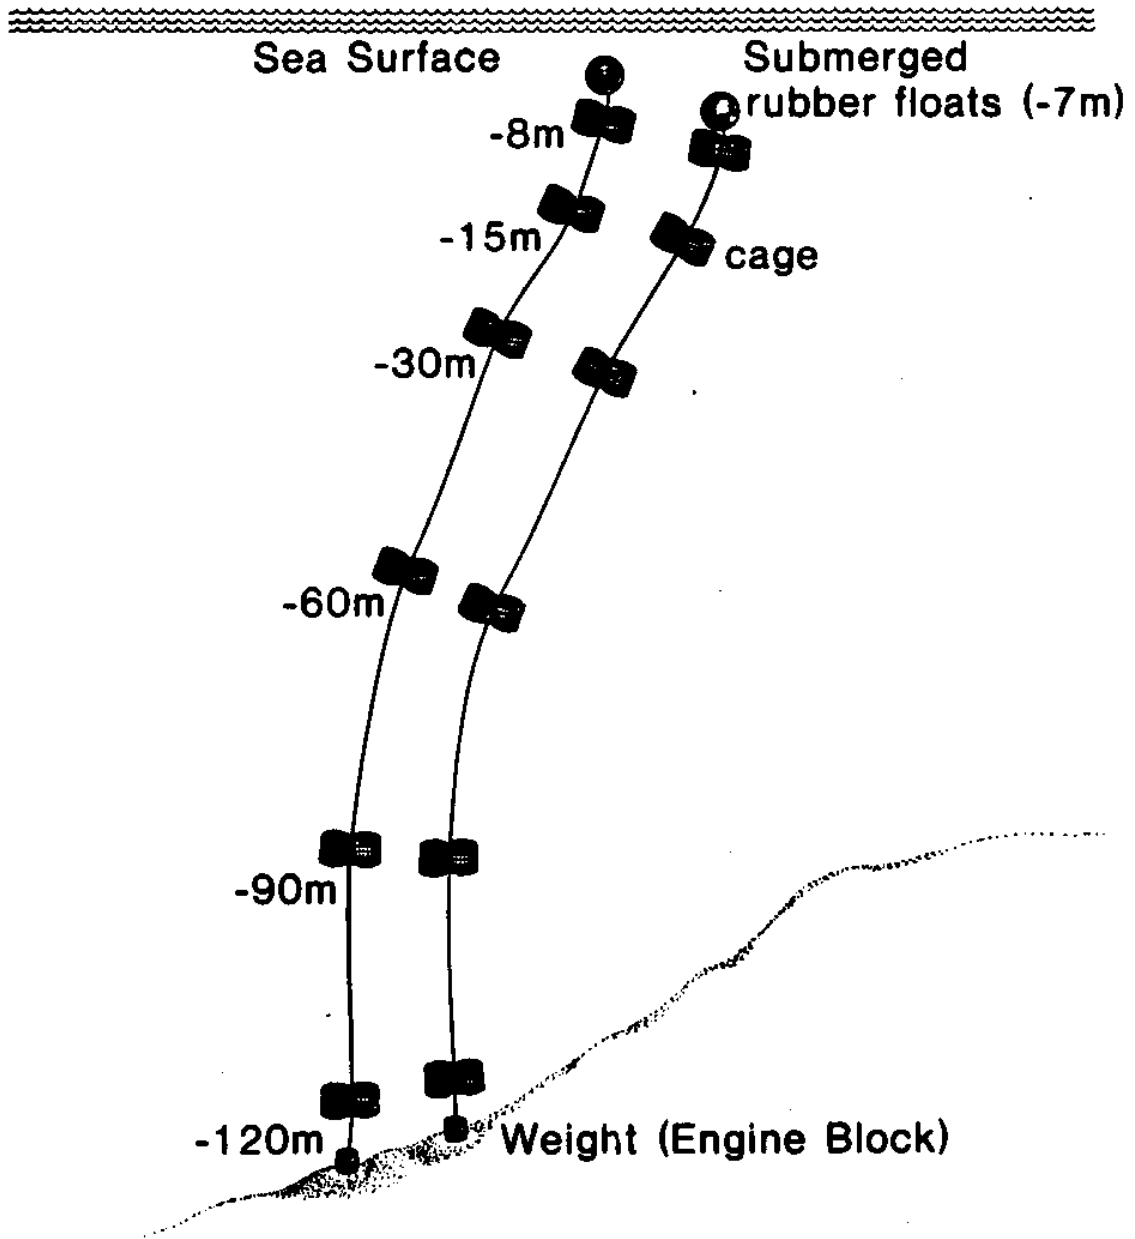 Sea Surface
Submerged
rubber floats (-7m)
-8m
-15m
cage
-30m
-60m
-90m
-120m
Weight (Engine Block)